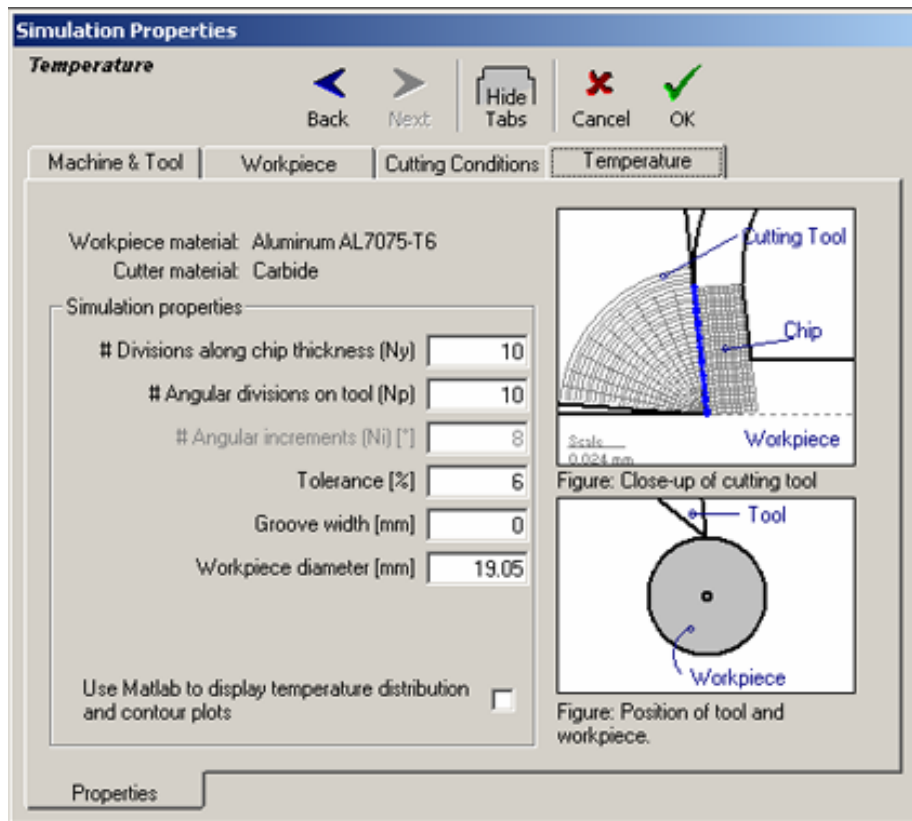 Simulation Properties
Temperature
Back
Next
Hide
Tabs
Cancel
OK
Machine & Tool
Workpiece
Cutting Conditions
Temperature
Workpiece material: Aluminum AL7075-T6
Cutter material: Carbide
Simulation properties
# Divisions along chip thickness (Ny) 10
# Angular divisions on tool (Np) 10
# Angular increments (Ni) [°] 8
Tolerance [%] 6
Groove width [mm] 0
Workpiece diameter [mm] 19.05
Use Matlab to display temperature distribution
and contour plots
Cutting Tool
Chip
Workpiece
Scale
0.024 mm
Figure: Close-up of cutting tool
Tool
Workpiece
Figure: Position of tool and
workpiece.
Properties